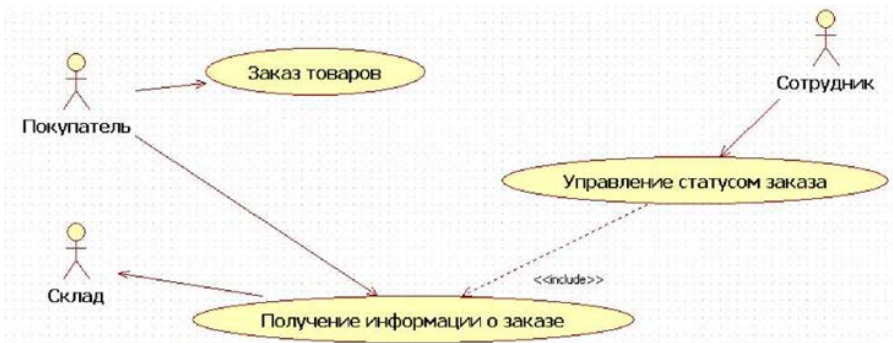 Заказ товаров
Сотрудник
Покупатель
Управление статусом заказа
<<include>>
Склад
Получение информации о заказе